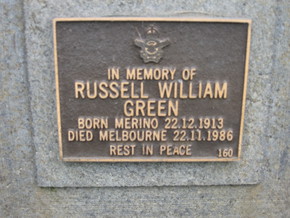 IN MEMORY OF
RUSSELL WILLIAM
GREEN
BORN MERINO 22.12.1913
DIED MELBOURNE 22.11.1986
REST IN PEACE 160